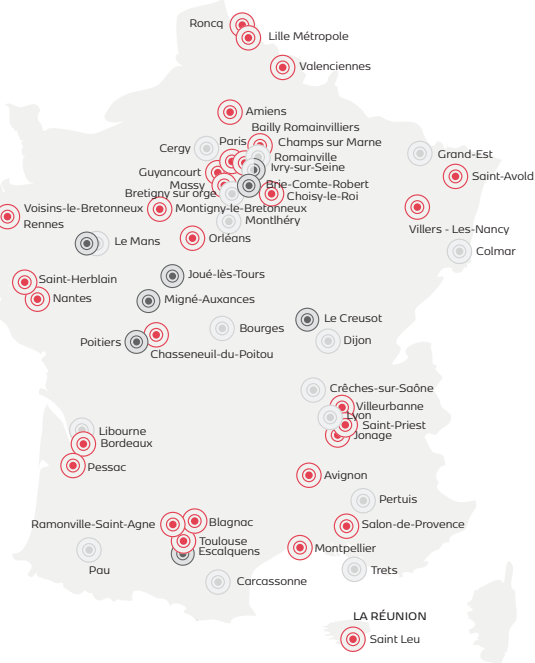 Roncq
Lille Métropole
Valenciennes
Amiens
Bailly Romainvilliers
Paris
Champs sur Marne
Cergy
Romainville
Grand-Est
Ivry-sur-Seine
Guyancourt
Saint-Avold
Massy
Brie-Comte-Robert
Bretigny sur orge
Choisy-le-Roi
Voisins-le-Bretonneux
Montigny-le-Bretonneux
Rennes
Montlhéry
Villers - Les-Nancy
Le Mans
Orléans
Colmar
Joué-lès-Tours
Saint-Herblain
Nantes
Migné-Auxances
Le Creusot
Bourges
Poitiers
Dijon
Chasseneuil-du-Poitou
Crêches-sur-Saône
Villeurbanne
Lyon
Saint-Priest
Libourne
Jonage
Bordeaux
Pessac
Avignon
Pertuis
Ramonville-Saint-Agne
Blagnac
Salon-de-Provence
Toulouse
Montpellier
Escalquens
Pau
Trets
Carcassonne
LA RÉUNION
Saint Leu